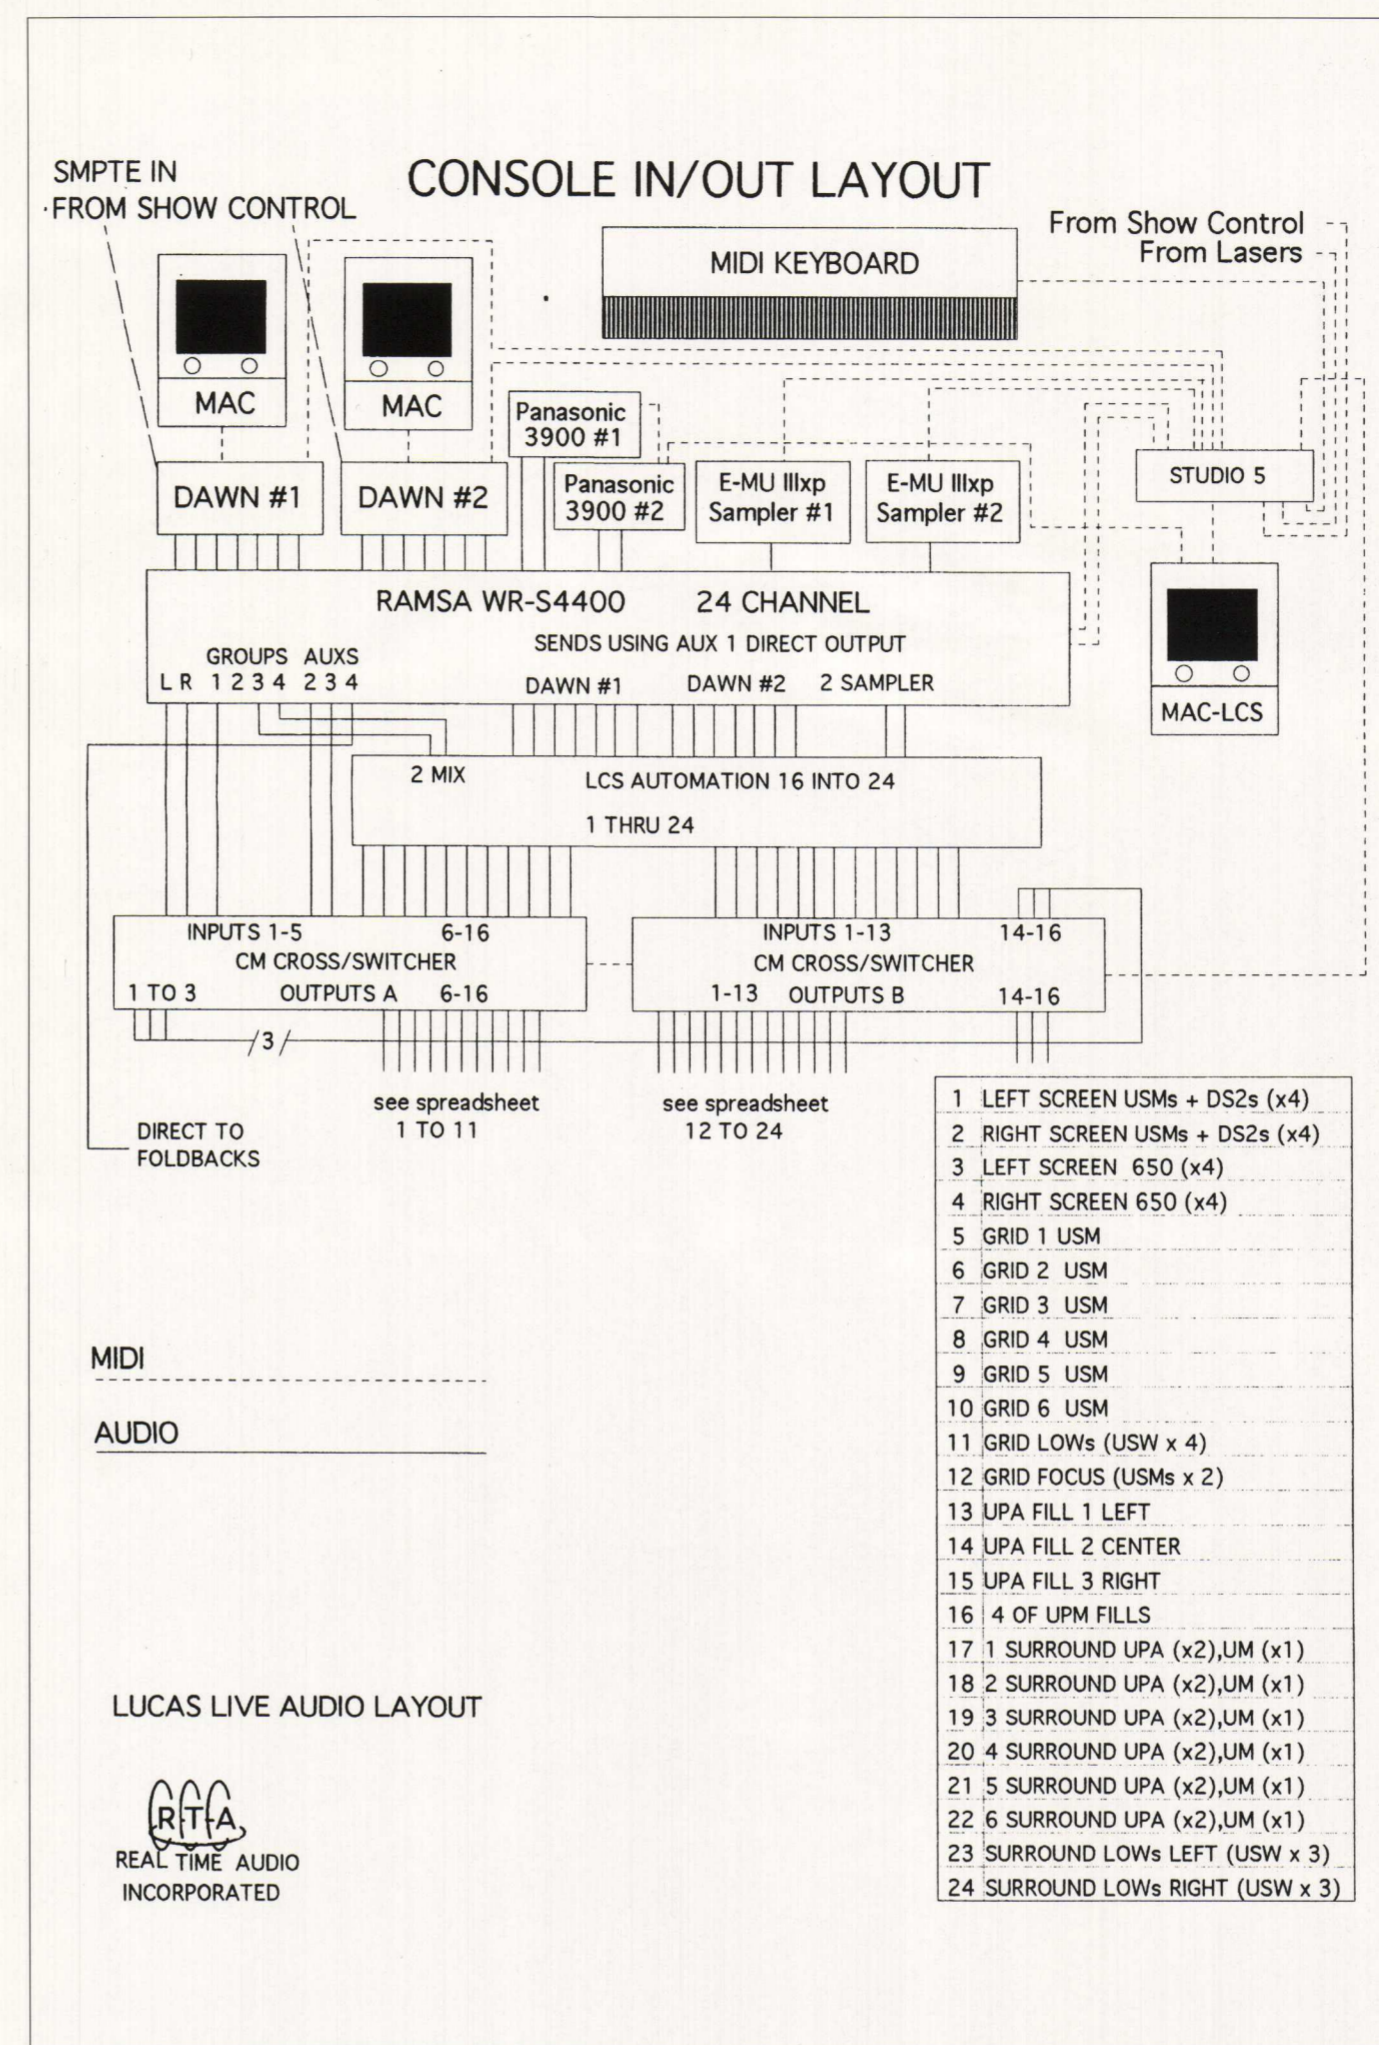 SMPTE IN
FROM SHOW CONTROL
CONSOLE IN/OUT LAYOUT
From Show Control
From Lasers
MIDI KEYBOARD
MAC
MAC
Panasonic
3900 #1
DAWN #1
DAWN #2
Panasonic
3900 #2
E-MU IIIxp
Sampler #1
E-MU IIIxp
Sampler #2
STUDIO 5
MAC-LCS
RAMSA WR-S4400 24 CHANNEL
SENDS USING AUX 1 DIRECT OUTPUT
GROUPS AUXS
L R 1 2 3 4 2 3 4
DAWN #1 DAWN #2 2 SAMPLER
2 MIX LCS AUTOMATION 16 INTO 24
1 THRU 24
INPUTS 1-5 6-16
CM CROSS/SWITCHER
1 TO 3 OUTPUTS A 6-16
INPUTS 1-13 14-16
CM CROSS/SWITCHER
1-13 OUTPUTS B 14-16
/3/
see spreadsheet
1 TO 11
see spreadsheet
12 TO 24
DIRECT TO
FOLDBACKS
1 LEFT SCREEN USMs + DS2s (x4)
2 RIGHT SCREEN USMs + DS2s (x4)
3 LEFT SCREEN 650 (x4)
4 RIGHT SCREEN 650 (x4)
5 GRID 1 USM
6 GRID 2 USM
7 GRID 3 USM
8 GRID 4 USM
9 GRID 5 USM
10 GRID 6 USM
11 GRID LOWs (USW x 4)
12 GRID FOCUS (USMs x 2)
13 UPA FILL 1 LEFT
14 UPA FILL 2 CENTER
15 UPA FILL 3 RIGHT
16 4 OF UPM FILLS
17 1 SURROUND UPA (x2),UM (x1)
18 2 SURROUND UPA (x2),UM (x1)
19 3 SURROUND UPA (x2),UM (x1)
20 4 SURROUND UPA (x2),UM (x1)
21 5 SURROUND UPA (x2),UM (x1)
22 6 SURROUND UPA (x2),UM (x1)
23 SURROUND LOWs LEFT (USW x 3)
24 SURROUND LOWs RIGHT (USW x 3)
MIDI
AUDIO
LUCAS LIVE AUDIO LAYOUT
RTA
REAL TIME AUDIO
INCORPORATED